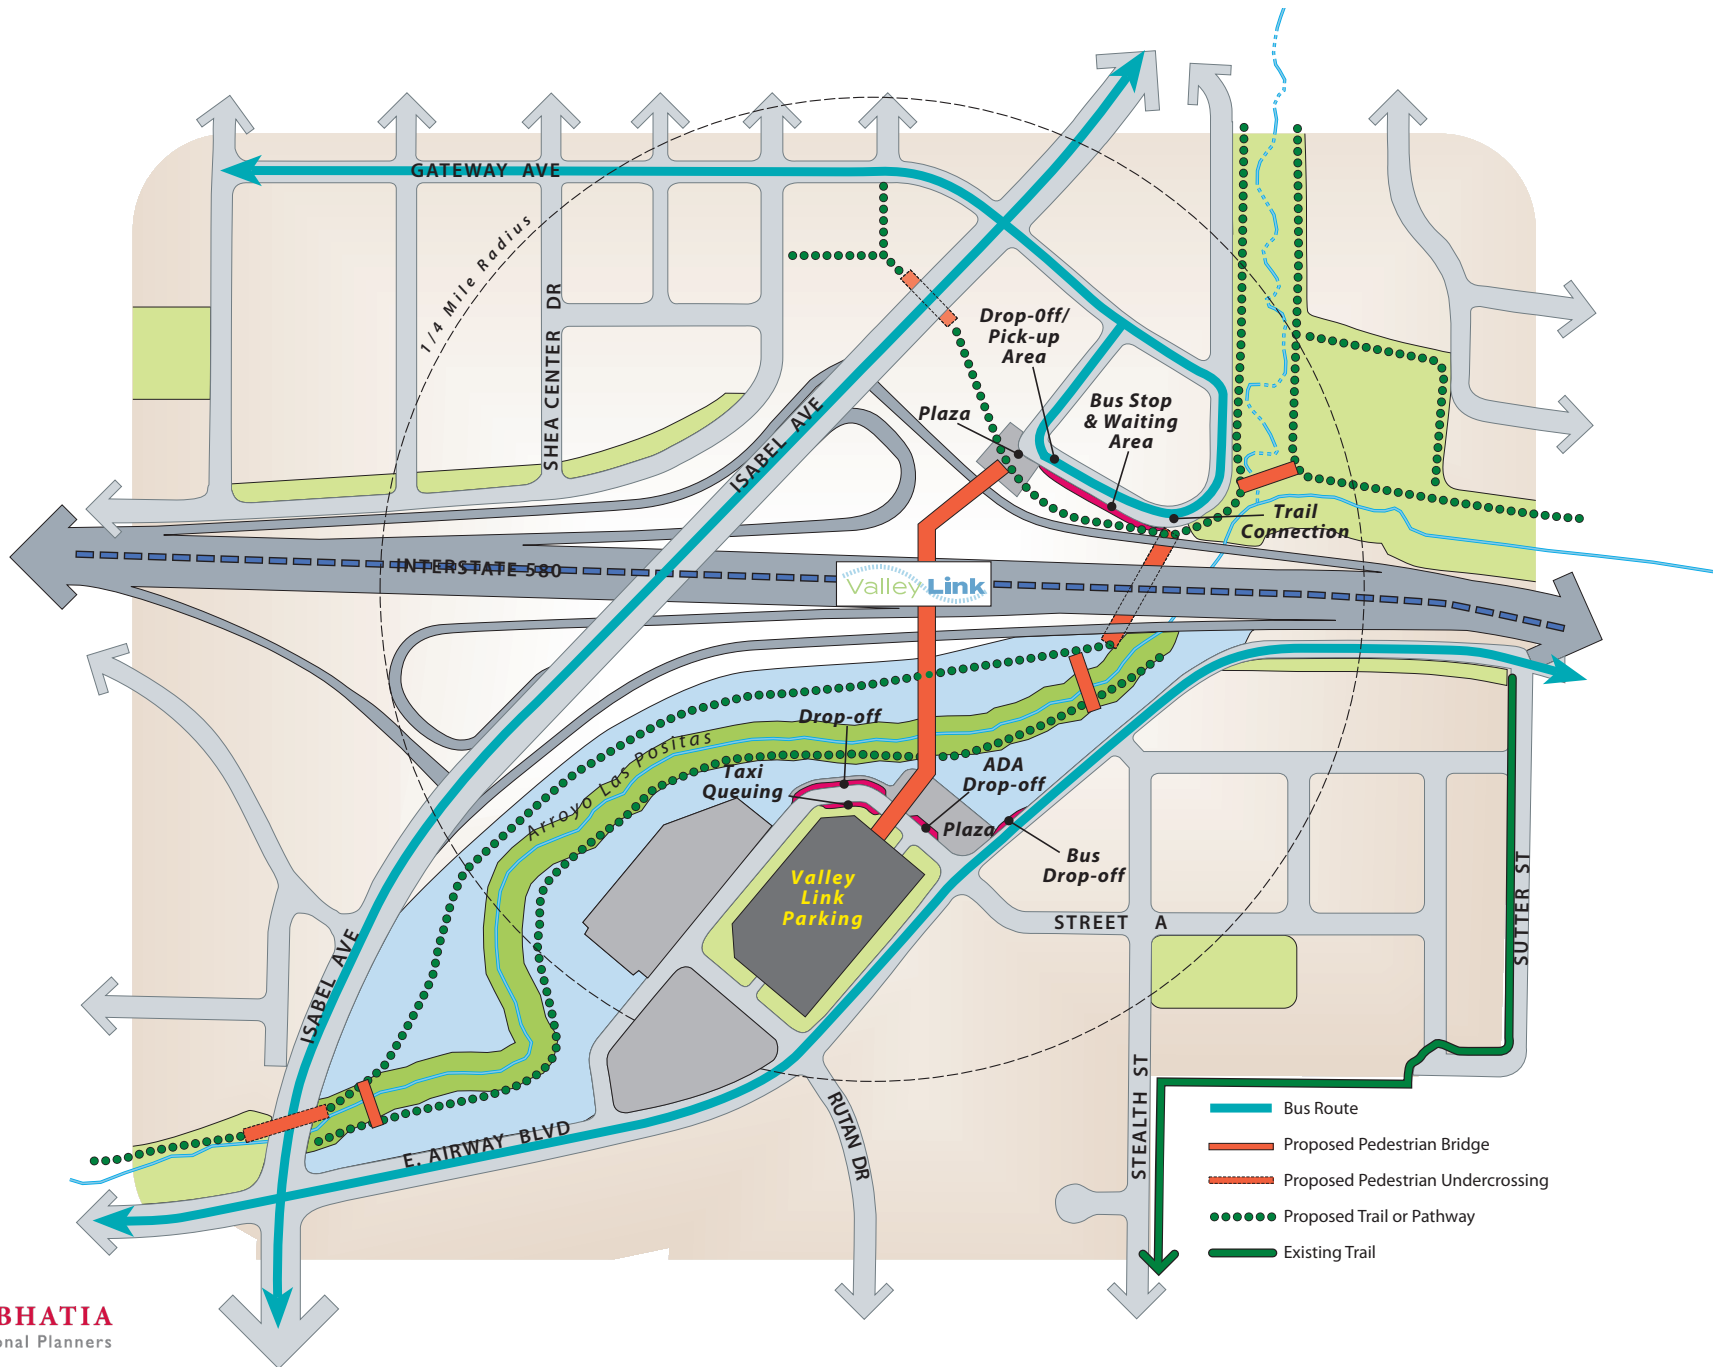 GATEWAY AVE
1/4 Mile Radius
SHEA CENTER DR
Drop-Off/
Pick-up
Area
Plaza
Bus Stop
& Waiting
Area
ISABEL AVE
Trail
Connection
INTERSTATE 580
Valley Link
Arroyo Las Positas
Drop-off
Taxi
Queuing
ADA
Drop-off
Plaza
Bus
Drop-off
Valley
Link
Parking
STREET A
SUTTER ST
ISABEL AVE
E. AIRWAY BLVD
RUTAN DR
STEALTH ST
Bus Route
Proposed Pedestrian Bridge
Proposed Pedestrian Undercrossing
Proposed Trail or Pathway
Existing Trail
BHATIA
onal Planners